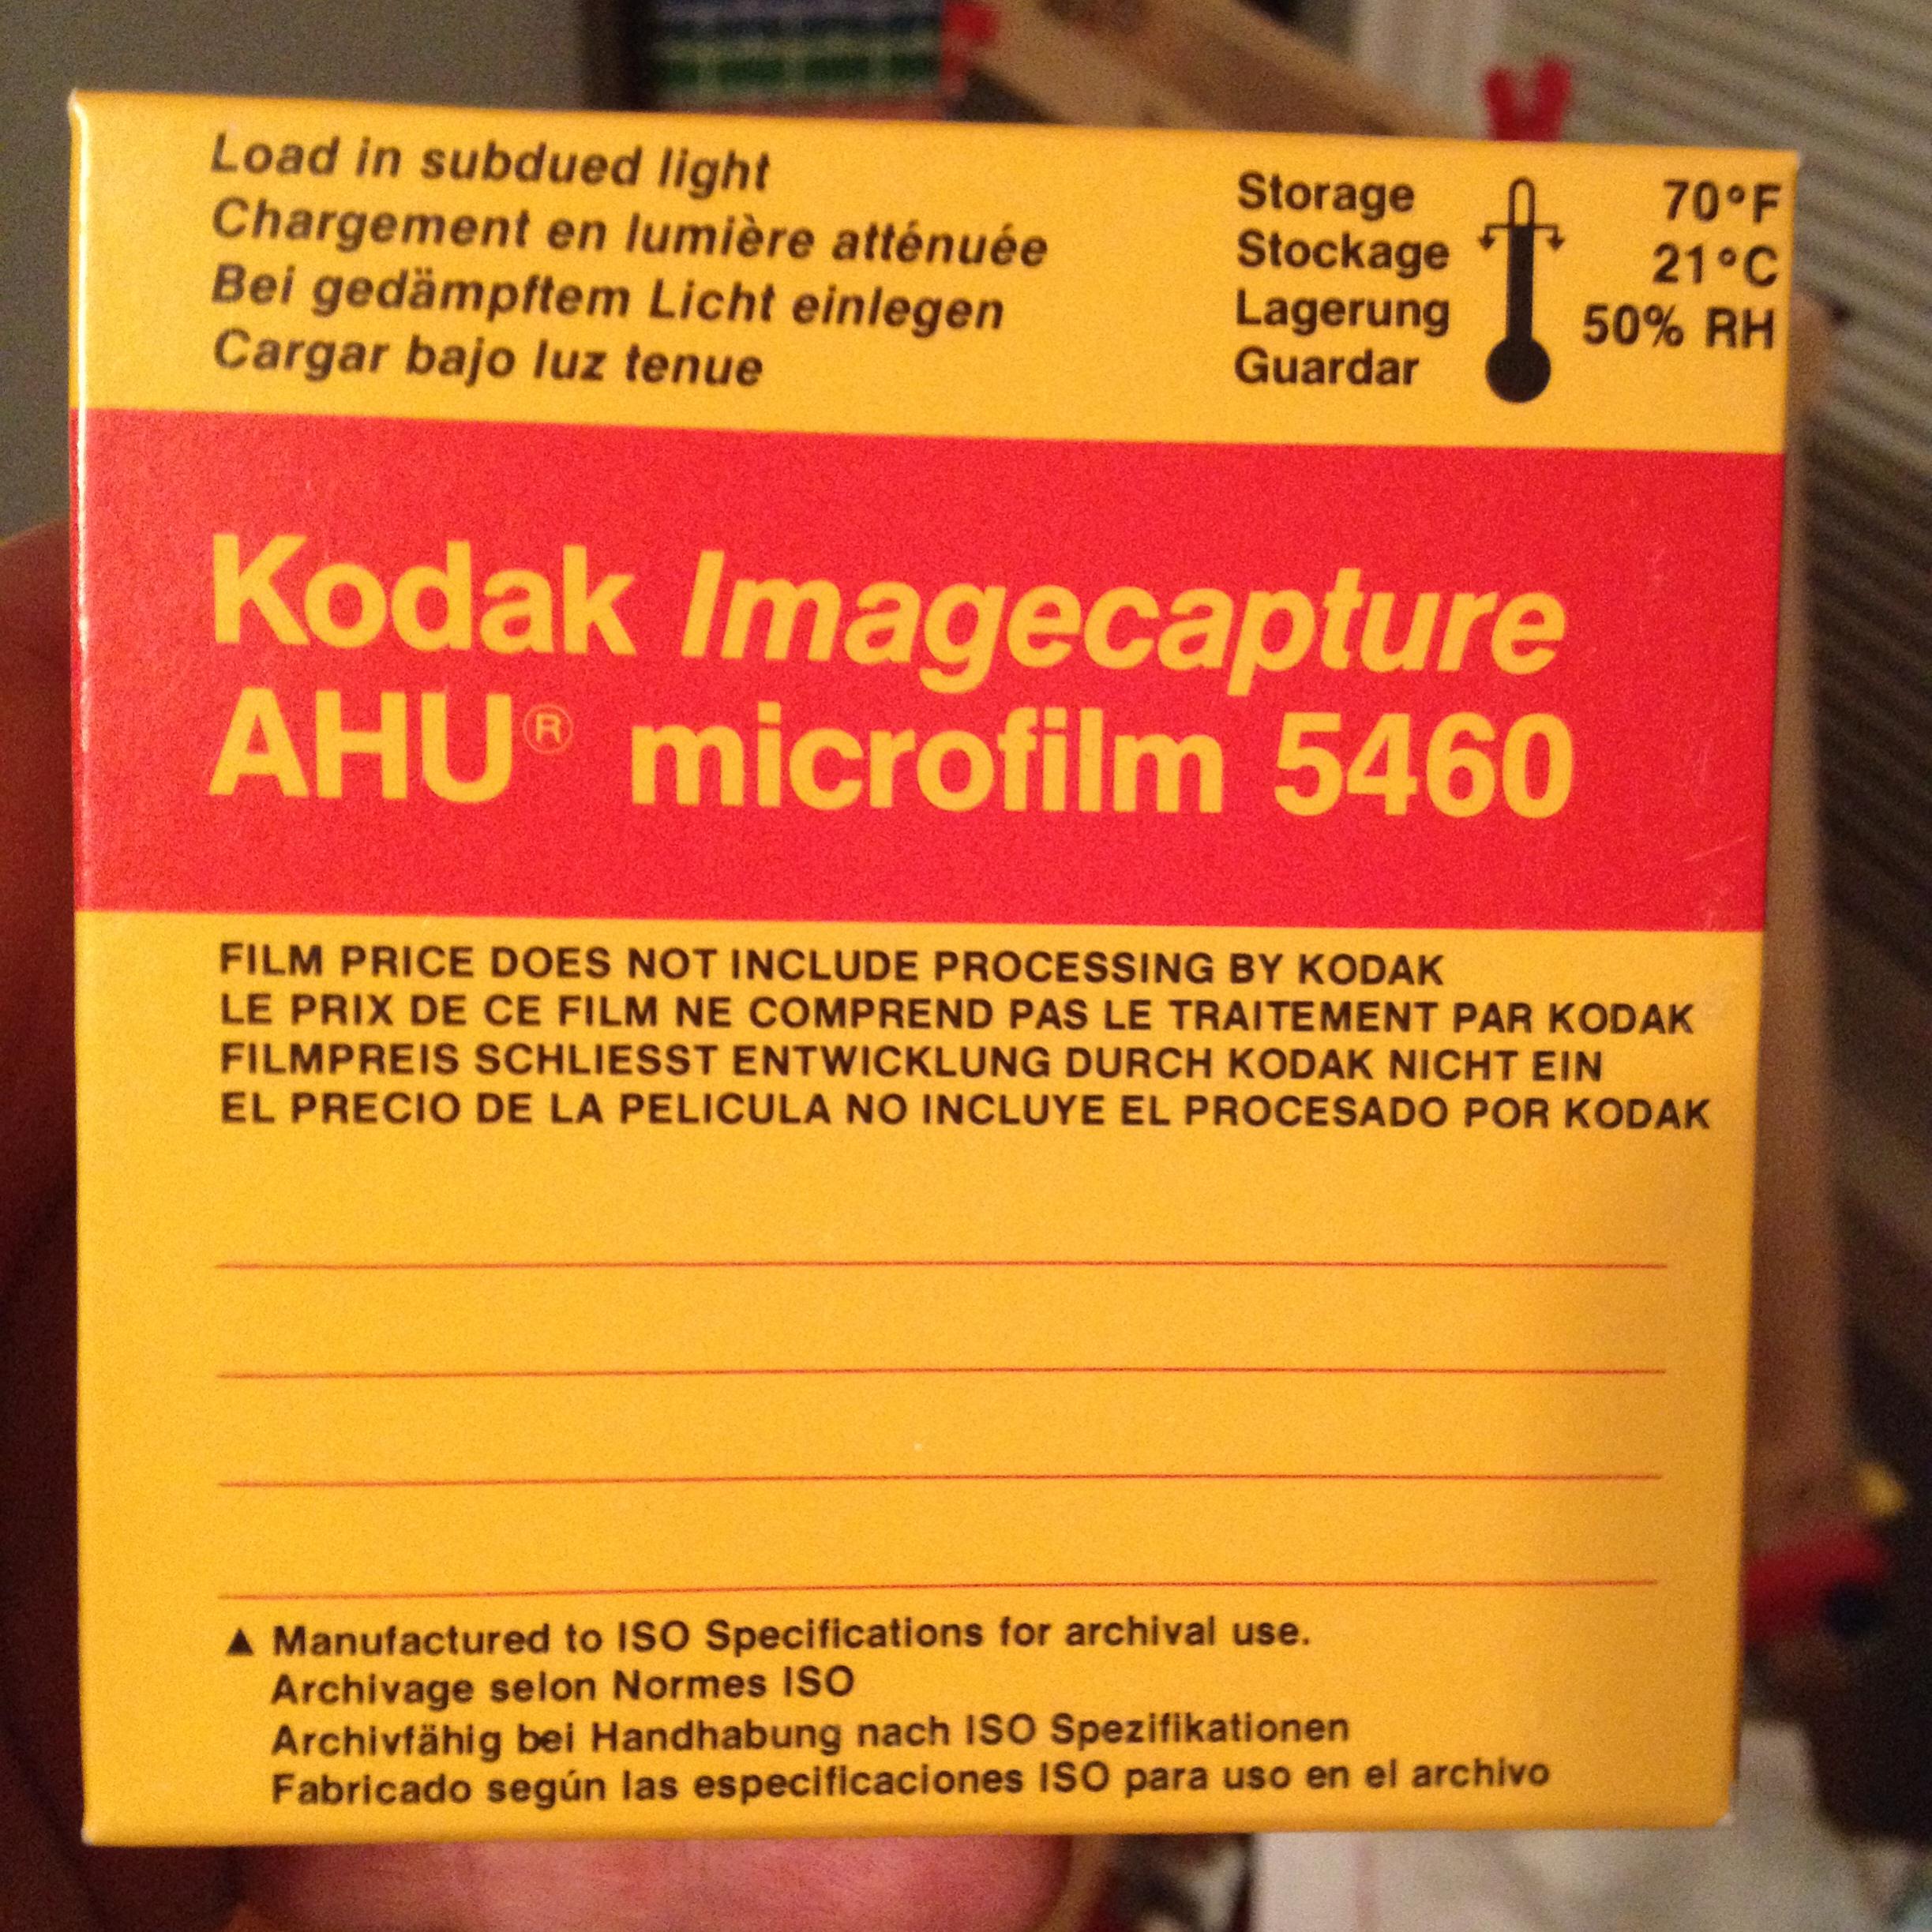 Load in subdued light
Chargement en lumière atténuée
Bei gedämpftem Licht einlegen
Cargar bajo luz tenue
Storage
Stockage
Lagerung
Guardar
70°F
21°C
50% RH
Kodak Imagecapture
AHU® microfilm 5460
FILM PRICE DOES NOT INCLUDE PROCESSING BY KODAK
LE PRIX DE CE FILM NE COMPREND PAS LE TRAITEMENT PAR KODAK
FILMPREIS SCHLIESST ENTWICKLUNG DURCH KODAK NICHT EIN
EL PRECIO DE LA PELICULA NO INCLUYE EL PROCESADO POR KODAK
▲ Manufactured to ISO Specifications for archival use.
Archivage selon Normes ISO
Archivfähig bei Handhabung nach ISO Spezifikationen
Fabricado según las especificaciones ISO para uso en el archivo